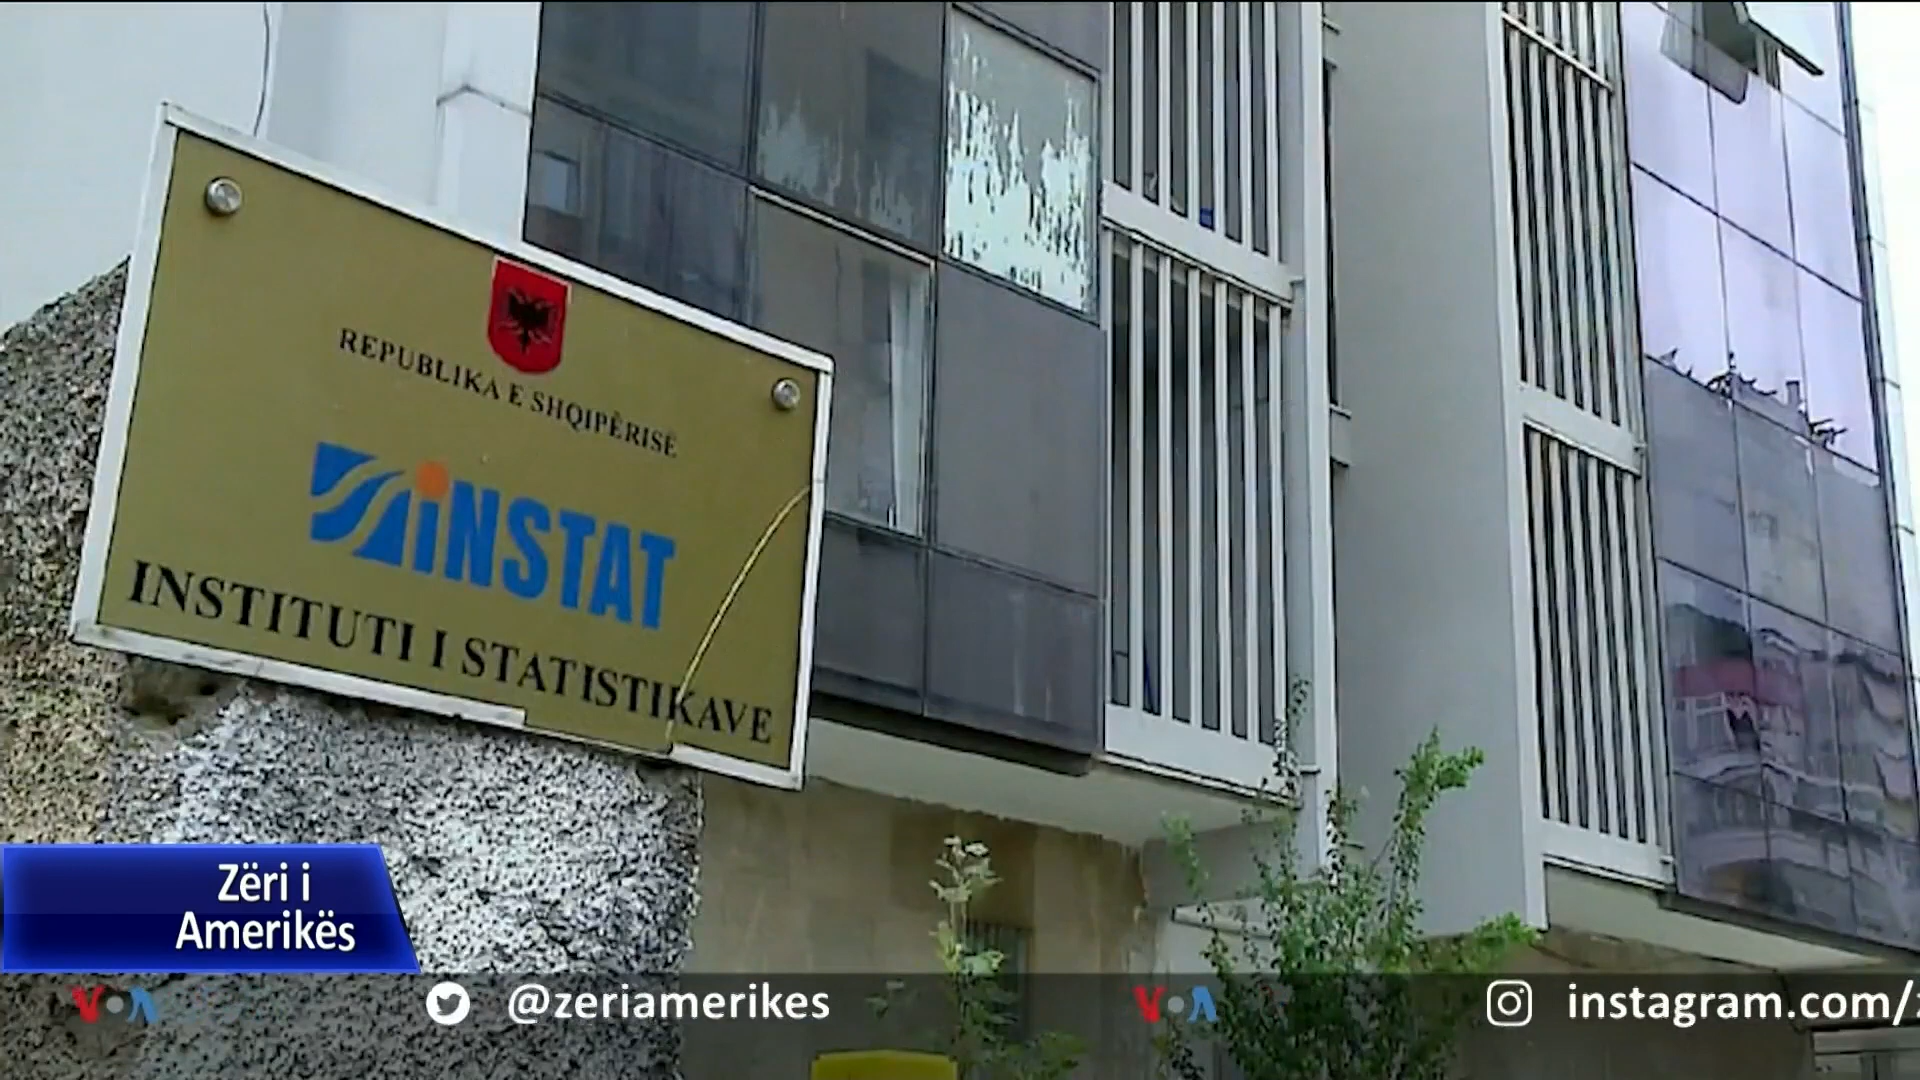 REPUBLIKA E SHQIPËRISË
iNSTAT
INSTITUTI I STATISTIKAVE
Zëri i
Amerikës
VOA
@zeriamerikes
VOA
instagram.com/z